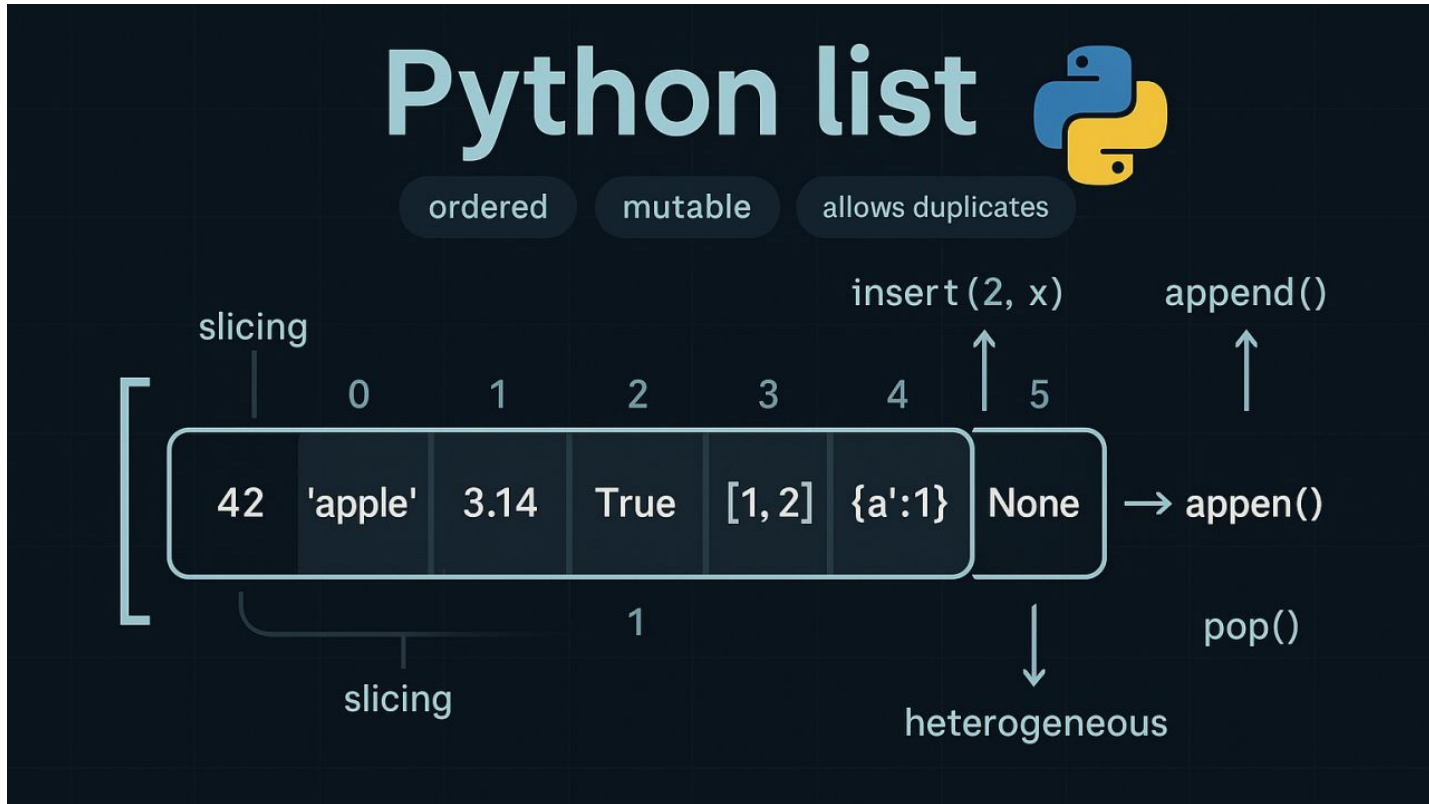 Python list
ordered mutable allows duplicates
insert(2, x) append()
slicing
0 1 2 3 4 5
[
42 'apple' 3.14 True [1, 2] {a':1} None → appen()
1
pop()
slicing
heterogeneous